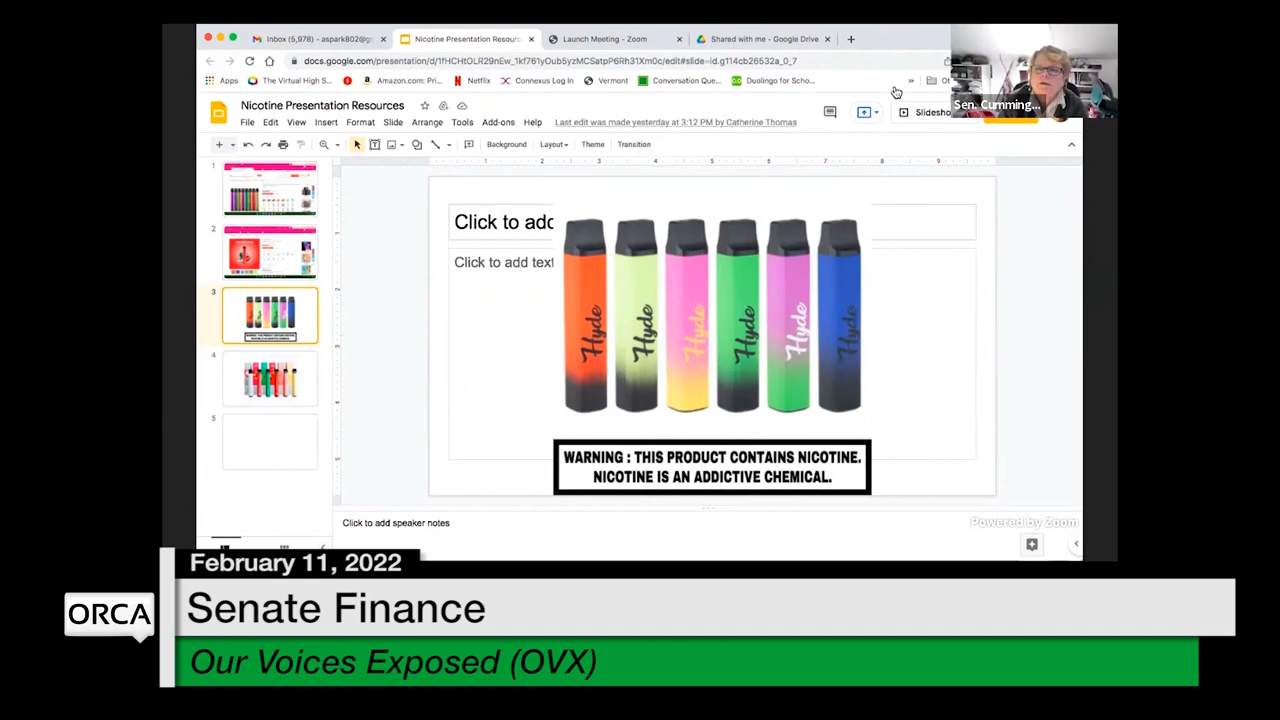 Inbox (5,978) - aspark802@g
Nicotine Presentation Resourc
Launch Meeting - Zoom
Shared with me - Google Drive
docs.google.com/presentation/d/1fHCHtOLR29nEw_1kf761yOub5yzMCSatpP6Rh31Xm0c/edit#slide=id.g114cb26532a_0_7
Apps
The Virtual High S...
Amazon.com: Pri...
Netflix
Connexus Log In
Vermont
Conversation Que...
Duolingo for Scho...
Sen. Cumming...
Nicotine Presentation Resources
Slidesho
File Edit View Insert Format Slide Arrange Tools Add-ons Help Last edit was made yesterday at 3:12 PM by Catherine Thomas
Background Layout Theme Transition
1
2
3
4
5
Click to add
Click to add text
Hyde Hyde Hyde Hyde Hyde Hyde
WARNING : THIS PRODUCT CONTAINS NICOTINE.
NICOTINE IS AN ADDICTIVE CHEMICAL.
Click to add speaker notes
Powered by Zoom
February 11, 2022
ORCA
Senate Finance
Our Voices Exposed (OVX)